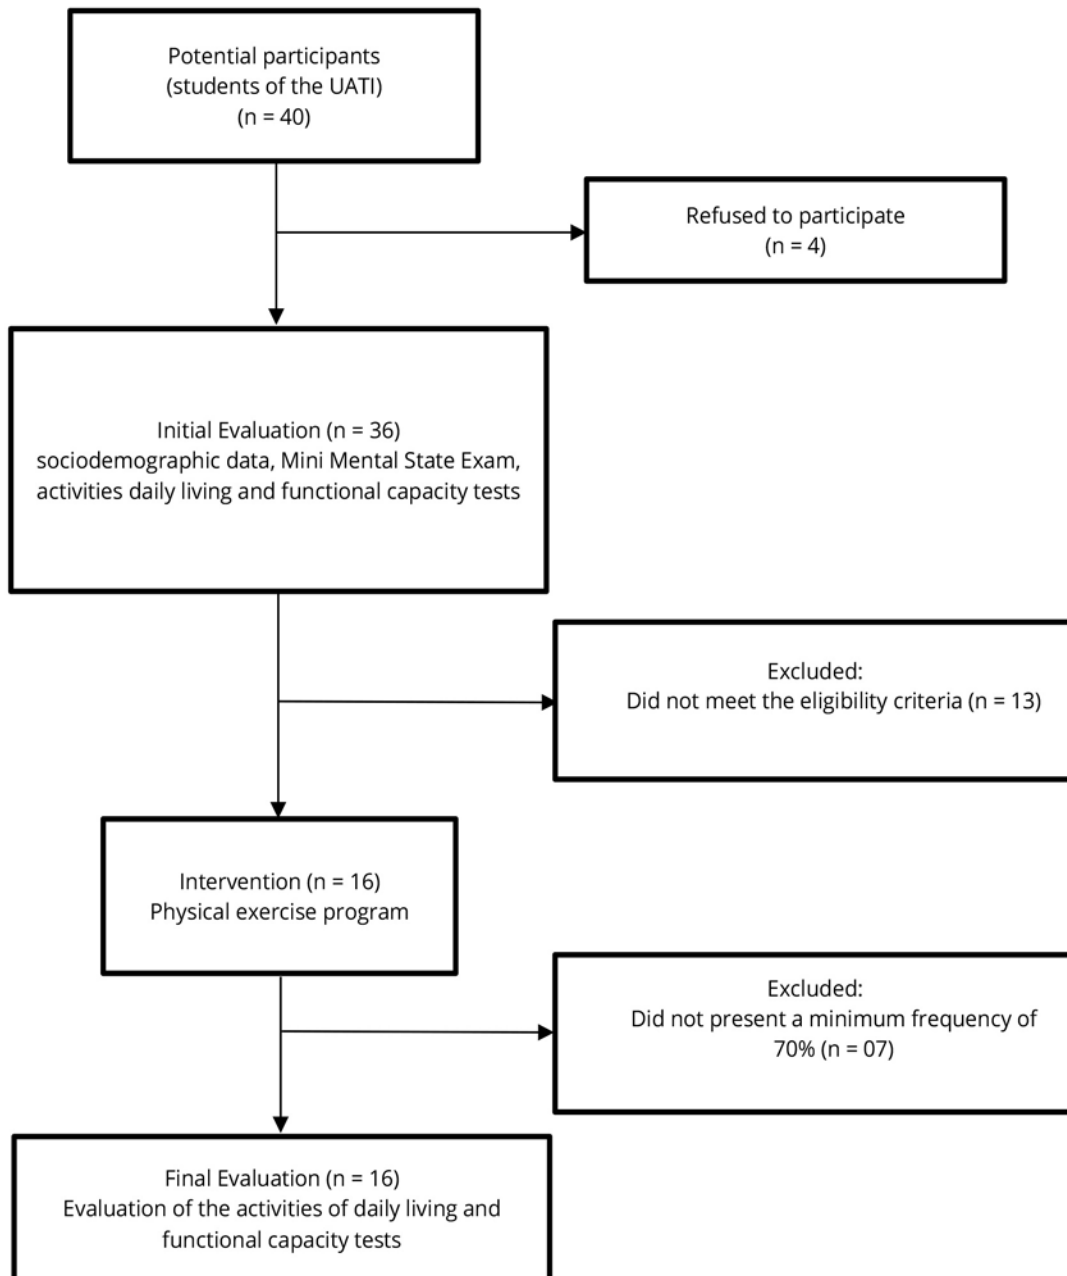 Potential participants
(students of the UATI)
(n = 40)
Refused to participate
(n = 4)
Initial Evaluation (n = 36)
sociodemographic data, Mini Mental State Exam,
activities daily living and functional capacity tests
Excluded:
Did not meet the eligibility criteria (n = 13)
Intervention (n = 16)
Physical exercise program
Excluded:
Did not present a minimum frequency of
70% (n = 07)
Final Evaluation (n = 16)
Evaluation of the activities of daily living and
functional capacity tests